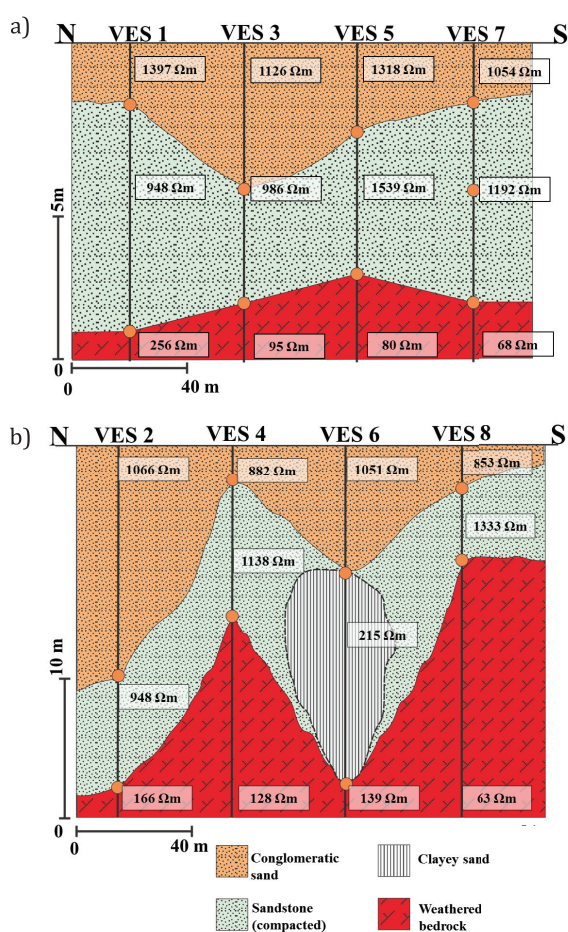 a)
N VES 1 VES 3 VES 5 VES 7 S
1397 Ωm 1126 Ωm 1318 Ωm 1054 Ωm
948 Ωm 986 Ωm 1539 Ωm 1192 Ωm
5m
256 Ωm 95 Ωm 80 Ωm 68 Ωm
0
0 40 m
b)
N VES 2 VES 4 VES 6 VES 8 S
1066 Ωm 882 Ωm 1051 Ωm 853 Ωm
1333 Ωm
1138 Ωm
215 Ωm
10 m
948 Ωm
166 Ωm 128 Ωm 139 Ωm 63 Ωm
0
0 40 m
Conglomeratic
sand
Clayey sand
Sandstone
(compacted)
Weathered
bedrock